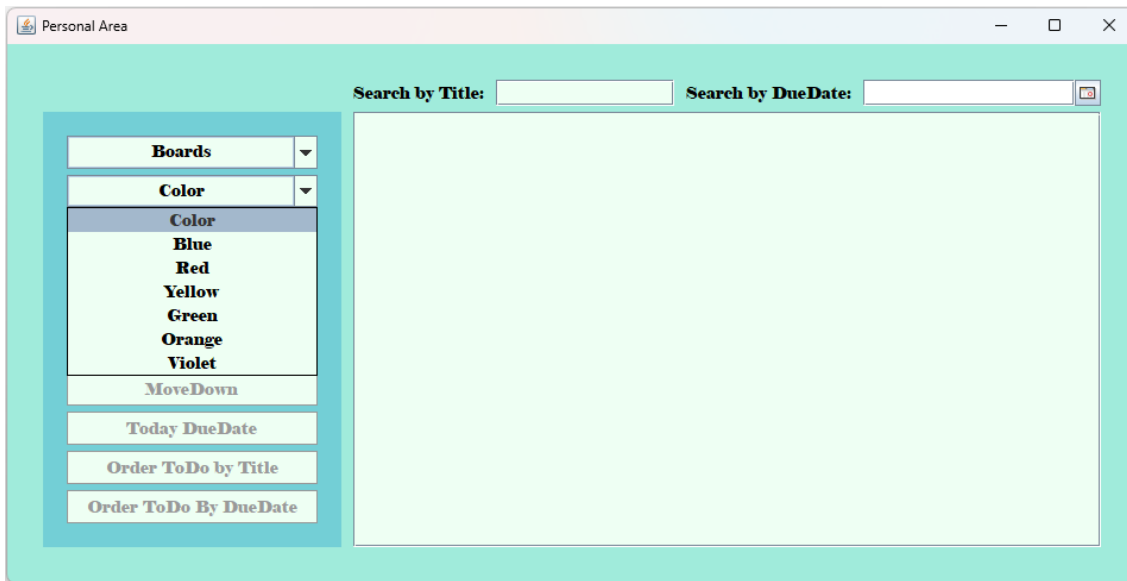 Personal Area
Search by Title: Search by DueDate:
Boards
Color
Color
Blue
Red
Yellow
Green
Orange
Violet
MoveDown
Today DueDate
Order ToDo by Title
Order ToDo By DueDate